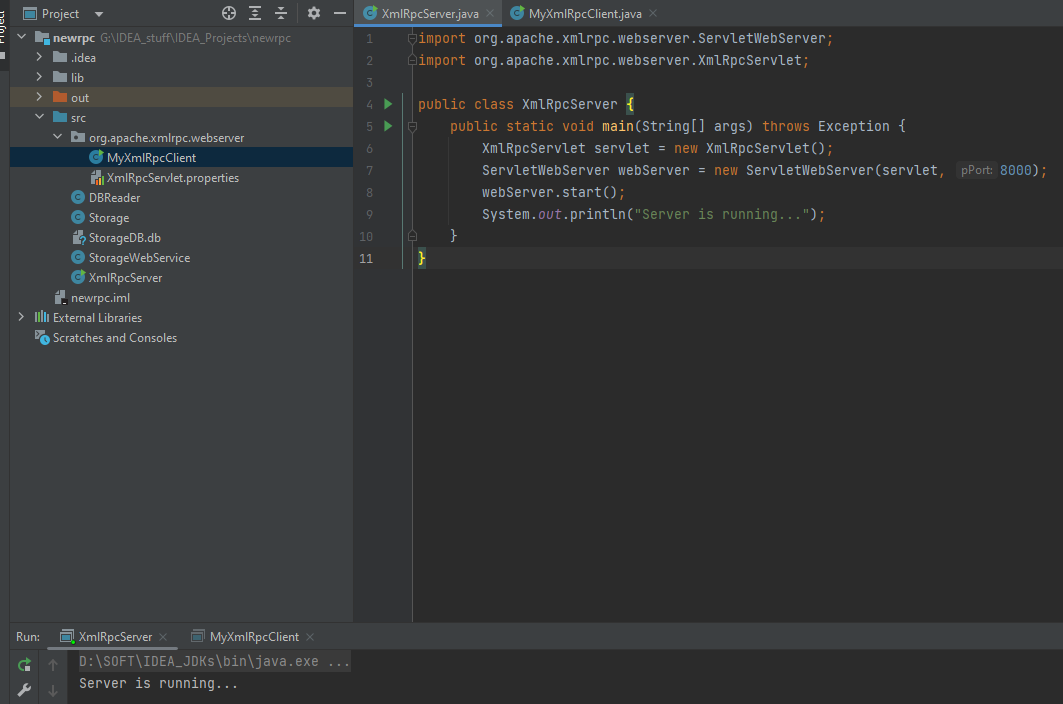 Project
XmlRpcServer.java
MyXmlRpcClient.java
Project
newrpc G:\IDEA_stuff\IDEA_Projects\newrpc
.idea
lib
out
src
org.apache.xmlrpc.webserver
MyXmlRpcClient
XmlRpcServlet.properties
DBReader
Storage
StorageDB.db
StorageWebService
XmlRpcServer
newrpc.iml
External Libraries
Scratches and Consoles
1 import org.apache.xmlrpc.webserver.ServletWebServer;
2 import org.apache.xmlrpc.webserver.XmlRpcServlet;
3
4 public class XmlRpcServer {
5 public static void main(String[] args) throws Exception {
6 XmlRpcServlet servlet = new XmlRpcServlet();
7 ServletWebServer webServer = new ServletWebServer(servlet, pPort: 8000);
8 webServer.start();
9 System.out.println("Server is running...");
10 }
11 }
Run: XmlRpcServer MyXmlRpcClient
D:\SOFT\IDEA_JDKs\bin\java.exe ...
Server is running...